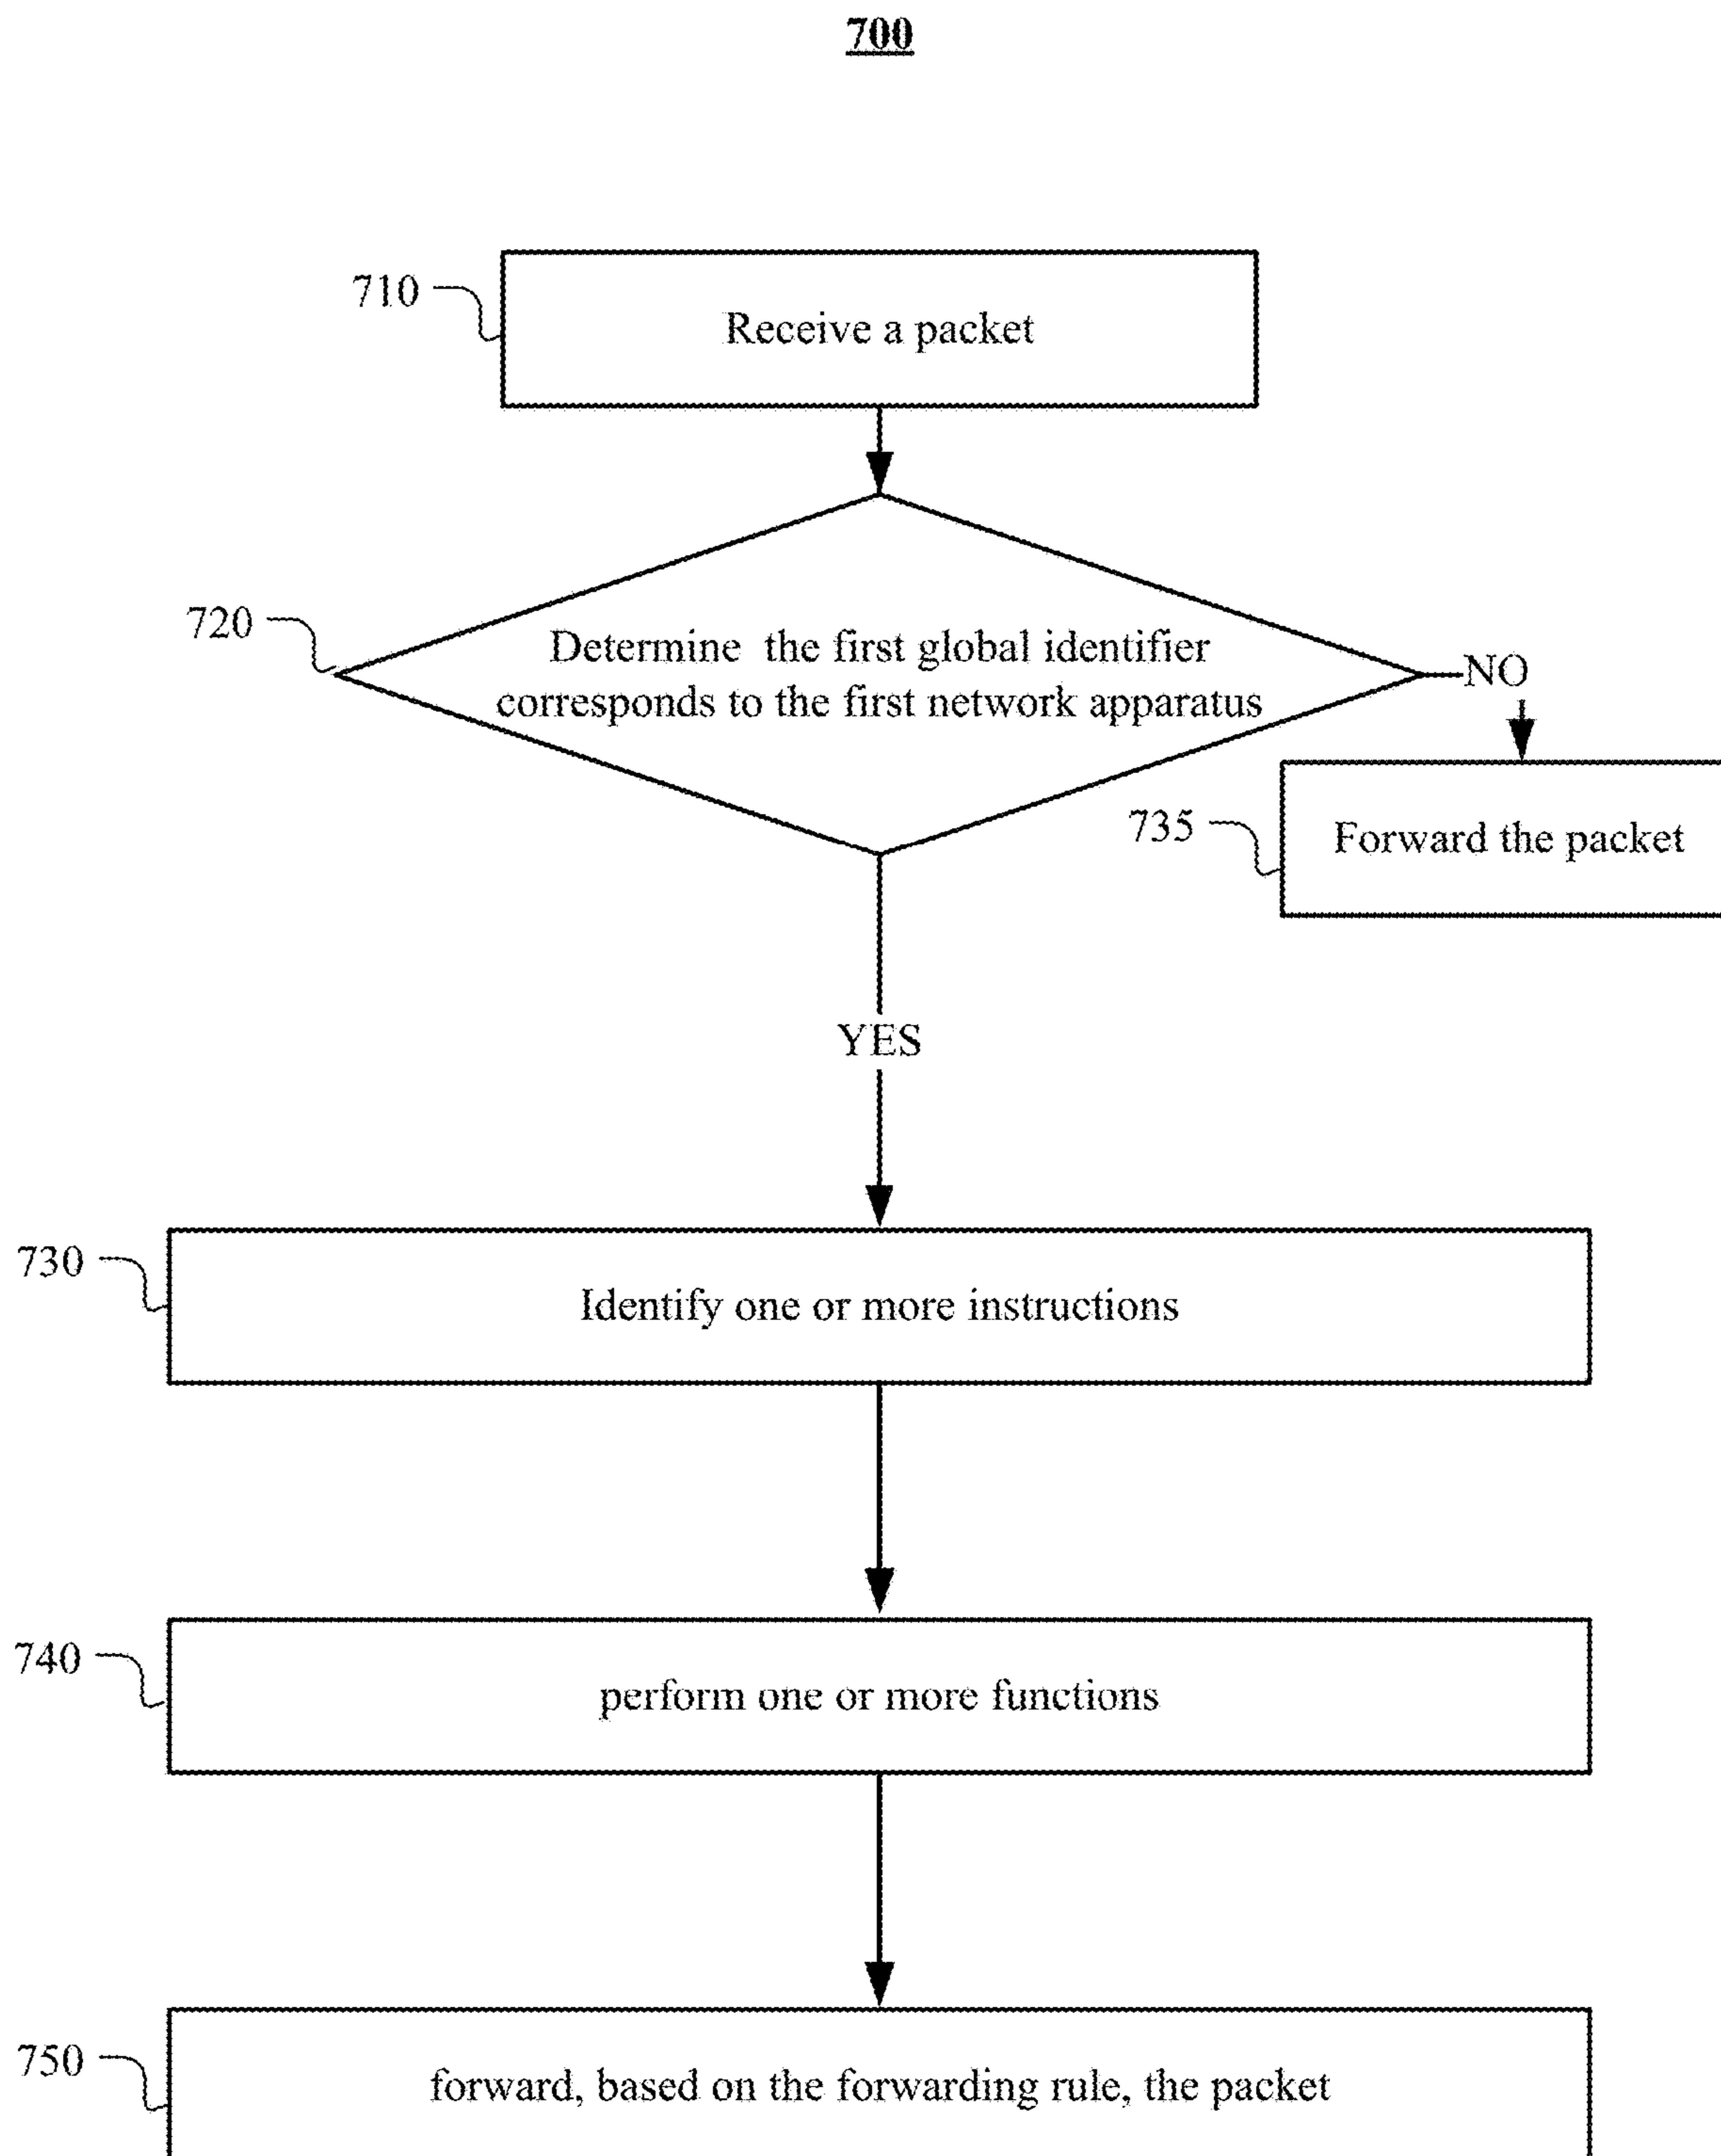 700
710
Receive a packet
720
Determine the first global identifier
corresponds to the first network apparatus
NO
735
Forward the packet
YES
730
Identify one or more instructions
740
perform one or more functions
750
forward, based on the forwarding rule, the packet